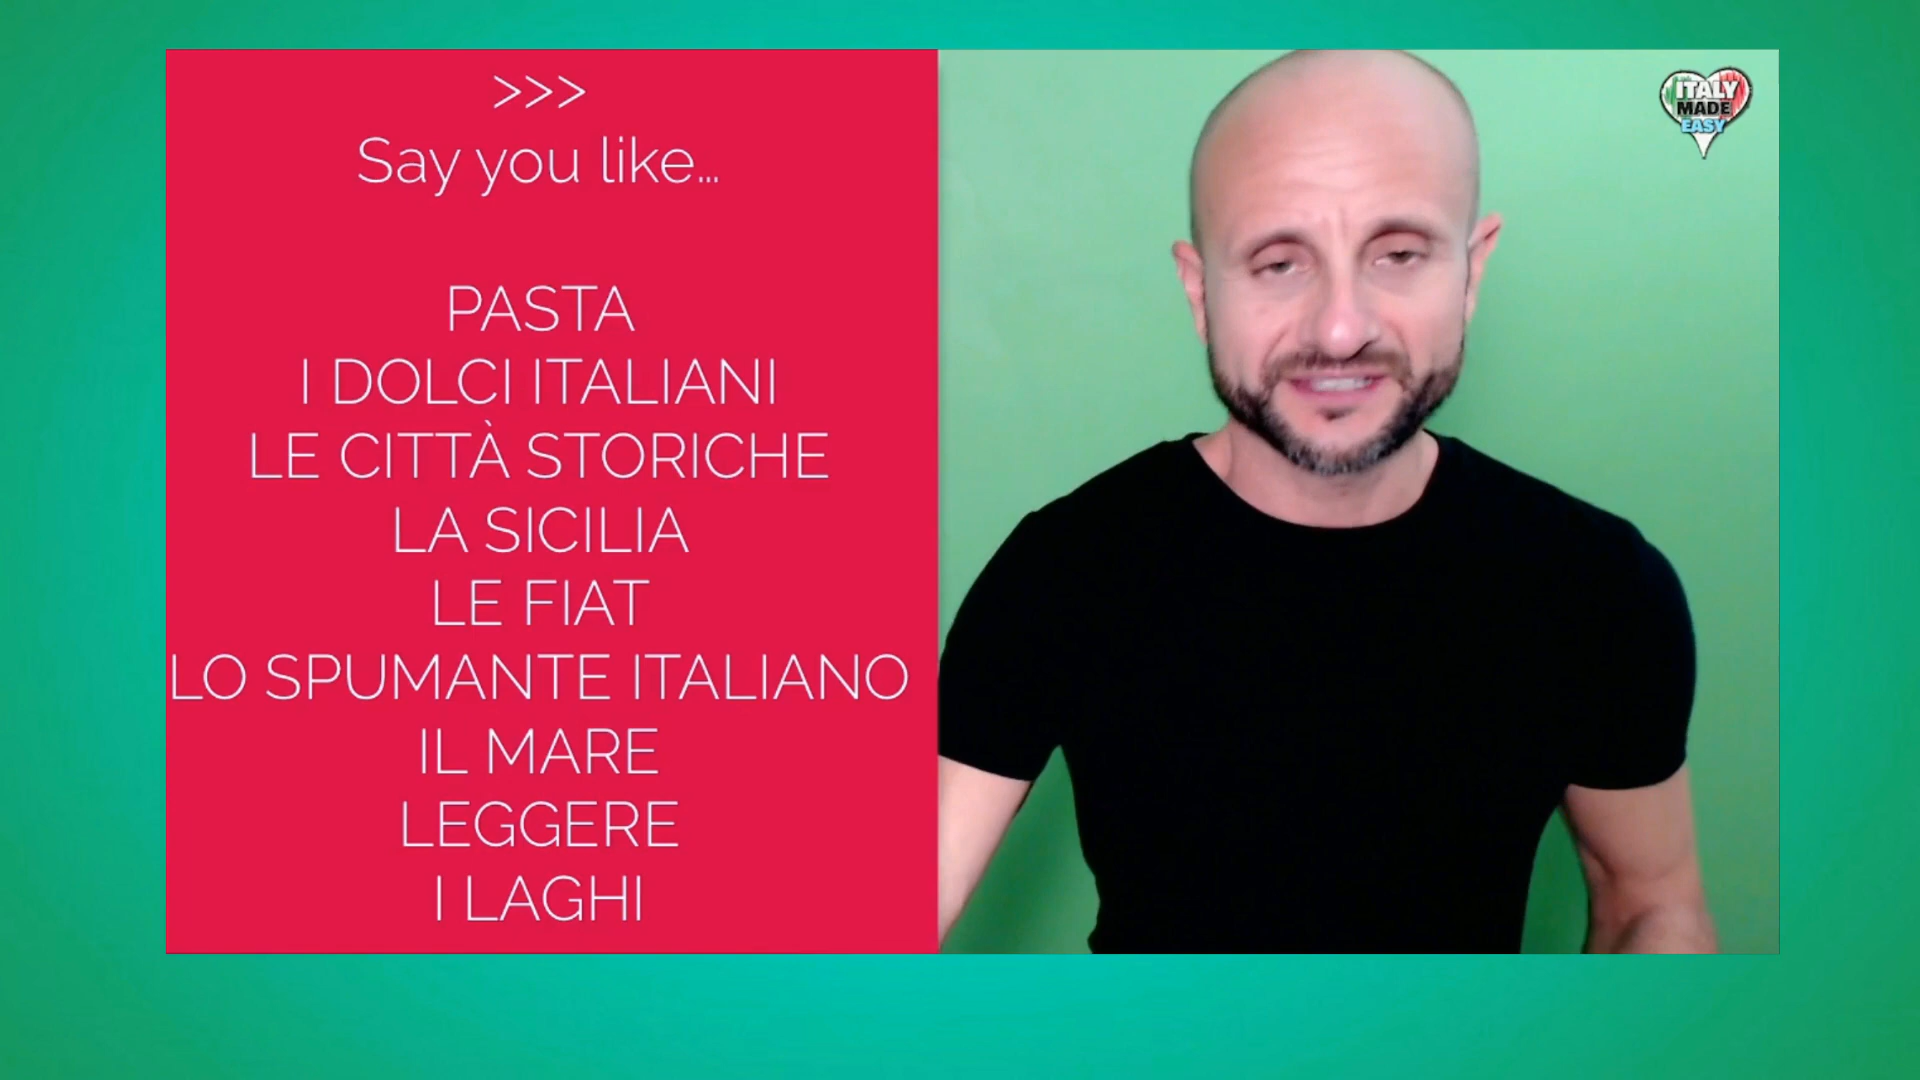 >>>
Say you like...
PASTA
I DOLCI ITALIANI
LE CITTÀ STORICHE
LA SICILIA
LE FIAT
LO SPUMANTE ITALIANO
IL MARE
LEGGERE
I LAGHI
ITALY
MADE
EASY